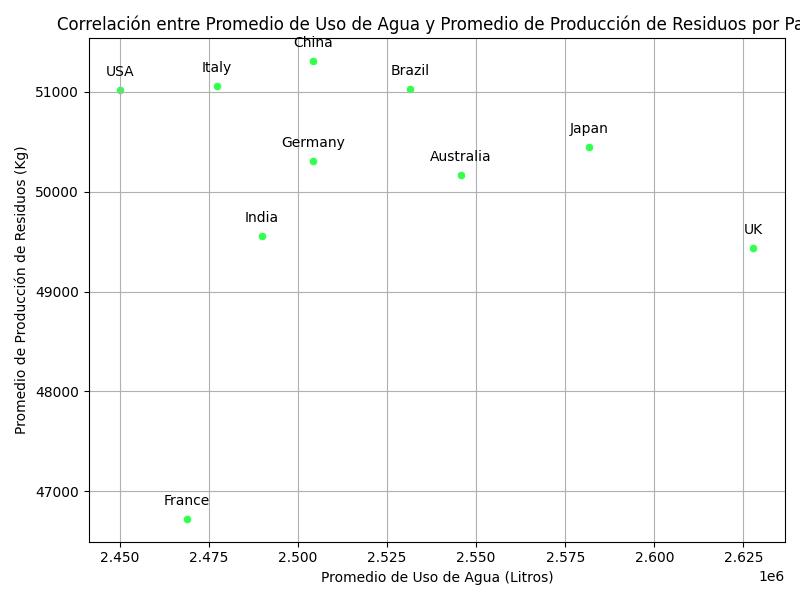 Correlación entre Promedio de Uso de Agua y Promedio de Producción de Residuos por Pa
China
USA
Italy
Brazil
Germany
Australia
Japan
India
UK
France
51000
50000
49000
48000
47000
Promedio de Producción de Residuos (Kg)
2.450 2.475 2.500 2.525 2.550 2.575 2.600 2.625
1e6
Promedio de Uso de Agua (Litros)